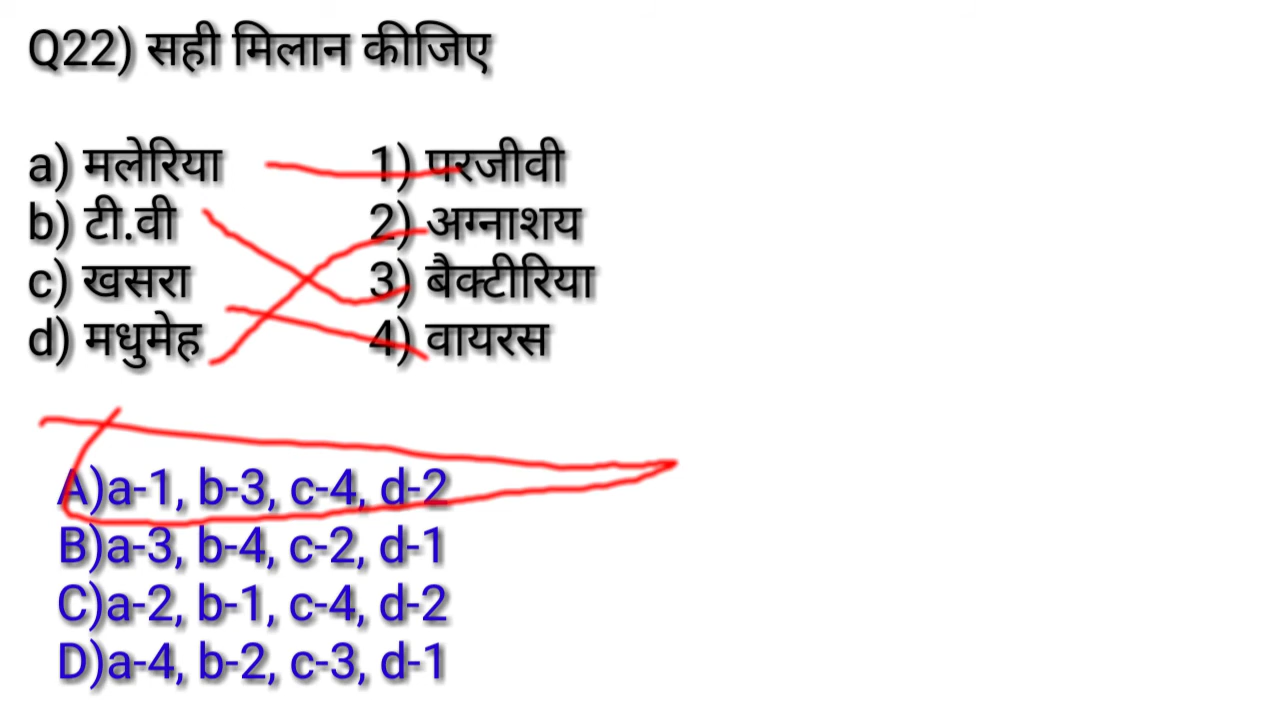 Q22) सही मिलान कीजिए
a) मलेरिया 1) परजीवी
b) टी.वी 2) अग्नाशय
c) खसरा 3) बैक्टीरिया
d) मधुमेह 4) वायरस
A)a-1, b-3, c-4, d-2
B)a-3, b-4, c-2, d-1
C)a-2, b-1, c-4, d-2
D)a-4, b-2, c-3, d-1